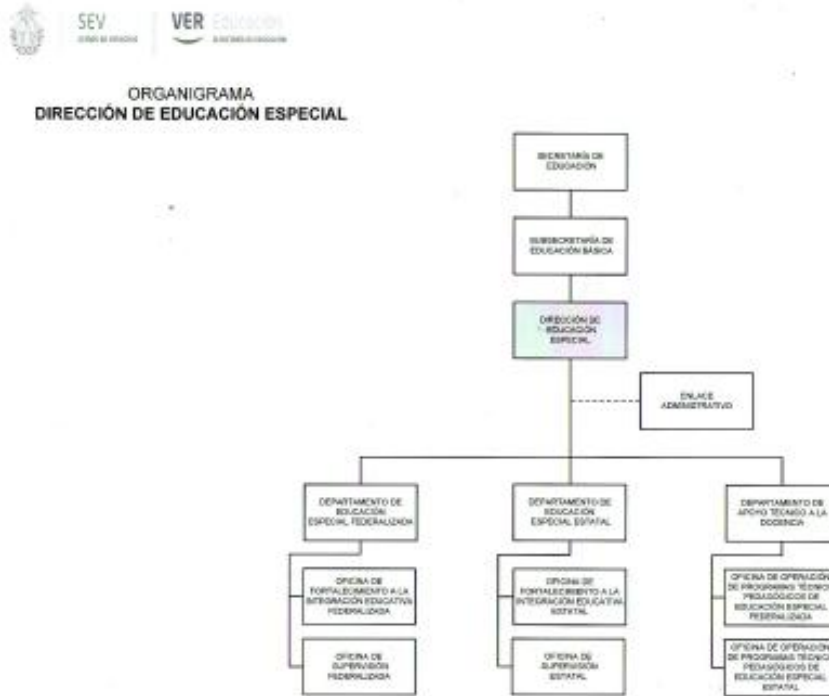 SEV
VER Educación
ORGANIGRAMA
DIRECCIÓN DE EDUCACIÓN ESPECIAL
SECRETARÍA DE
EDUCACIÓN
SUBSECRETARÍA DE
EDUCACIÓN BÁSICA
DIRECCIÓN DE
EDUCACIÓN
ESPECIAL
ENLACE
ADMINISTRATIVO
DEPARTAMENTO DE
EDUCACIÓN
ESPECIAL FEDERALIZADA
DEPARTAMENTO DE
EDUCACIÓN
ESPECIAL ESTATAL
DEPARTAMENTO DE
APOYO TÉCNICO A LA
DOCENCIA
OFICINA DE
FORTALECIMIENTO A LA
INTEGRACIÓN EDUCATIVA
FEDERALIZADA
OFICINA DE
FORTALECIMIENTO A LA
INTEGRACIÓN EDUCATIVA
ESTATAL
OFICINA DE OPERACIÓN
DE PROGRAMAS TÉCNICO
PEDAGÓGICOS DE
EDUCACIÓN ESPECIAL
FEDERALIZADA
OFICINA DE
SUPERVISIÓN
FEDERALIZADA
OFICINA DE
SUPERVISIÓN
ESTATAL
OFICINA DE OPERACIÓN
DE PROGRAMAS TÉCNICO
PEDAGÓGICOS DE
EDUCACIÓN ESPECIAL
ESTATAL